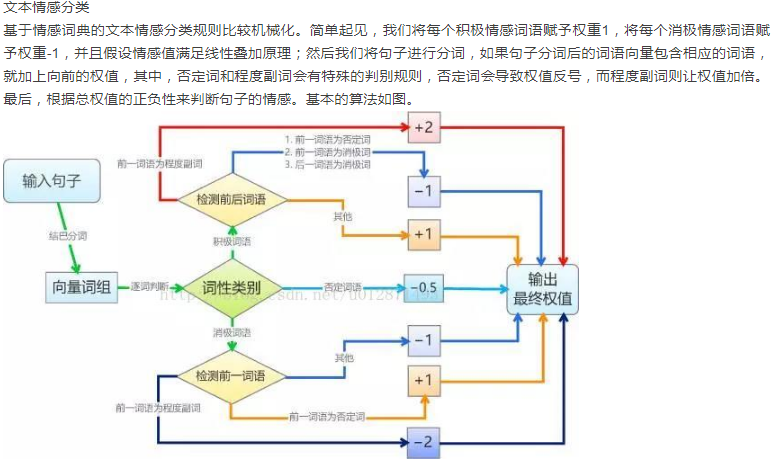 文本情感分类
基于情感词典的文本情感分类规则比较机械化。简单起见，我们将每个积极情感词语赋予权重1，将每个消极情感词语赋
予权重-1，并且假设情感值满足线性叠加原理；然后我们将句子进行分词，如果句子分词后的词语向量包含相应的词语，
就加上向前的权值，其中，否定词和程度副词会有特殊的判别规则，否定词会导致权值反号，而程度副词则让权值加倍。
最后，根据总权值的正负性来判断句子的情感。基本的算法如图。
+2
1. 前一词语为否定词
2. 前一词语为消极词
3. 后一词语为消极词
前一词语为程度副词
输入句子
检测前后词语
−1
其他
+1
结巴分词
积极词语
向量词组
逐词判断
词性类别
否定词语
−0.5
输出
最终权值
消极词语
−1
其他
检测前一词语
+1
前一词语为程度副词
前一词语为否定词
−2